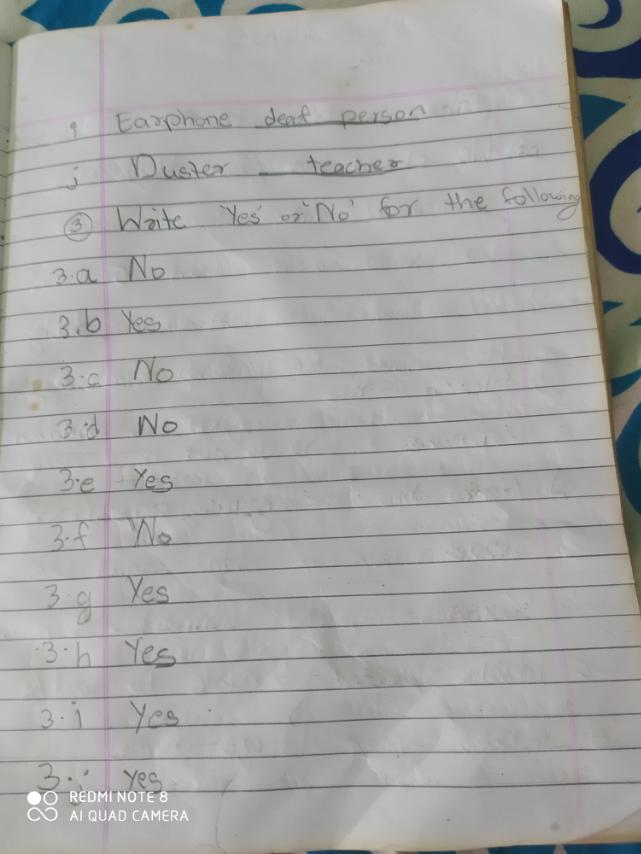 i Earphone deaf person
j Duster teacher
3 Write 'Yes' or 'No' for the following
3.a No
3.b Yes
3.c No
3.d No
3.e Yes
3.f No
3.g Yes
3.h Yes
3.i Yes
3.j Yes
REDMI NOTE 8
AI QUAD CAMERA